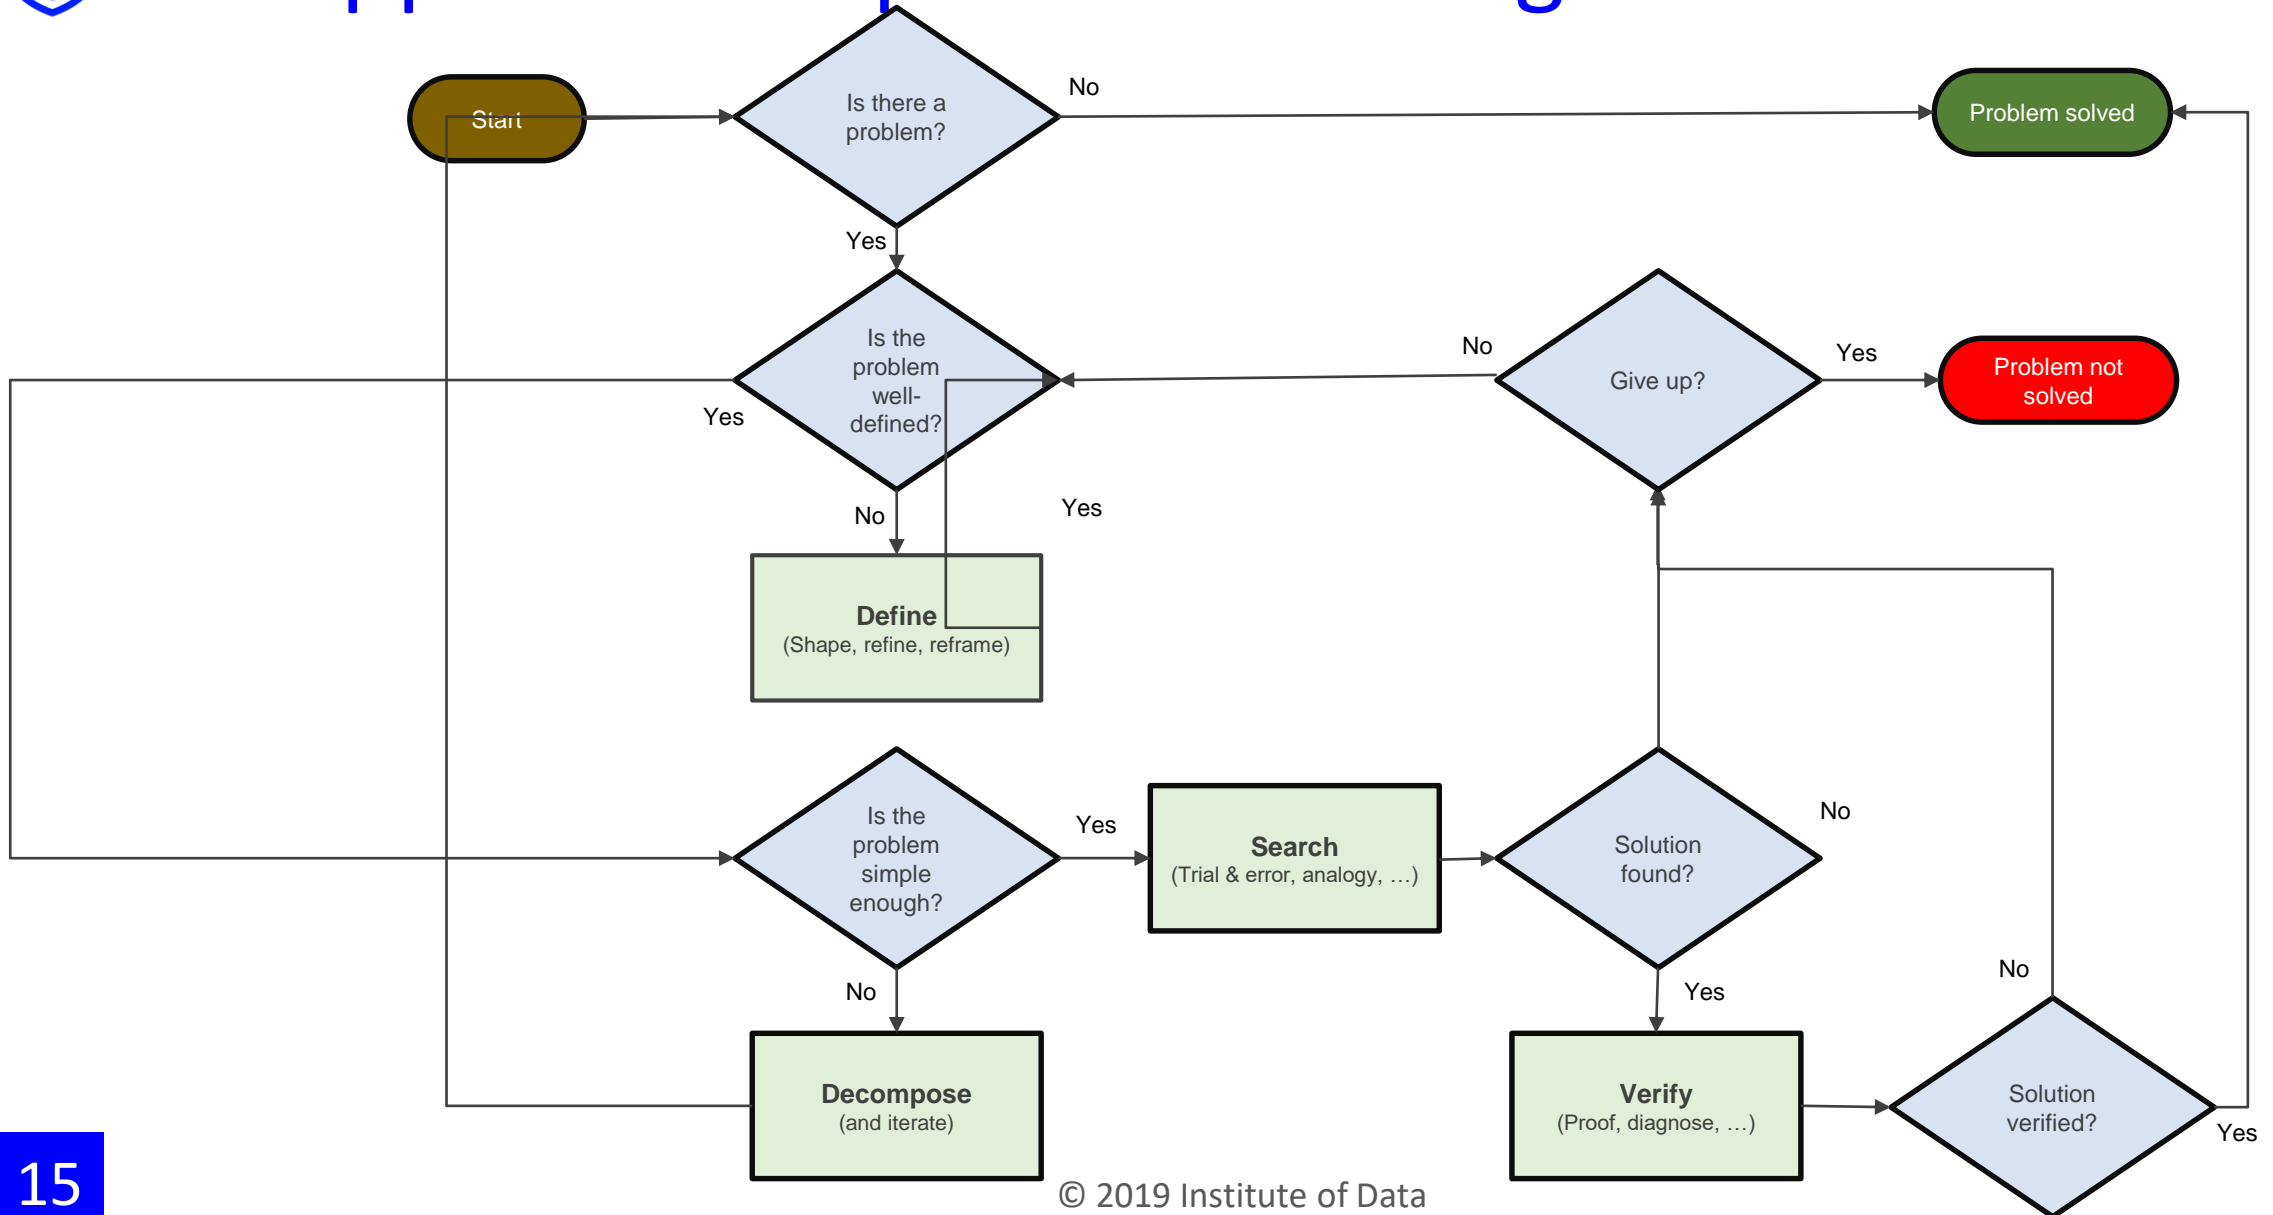 Is there a
problem?
No
Start
Problem solved
Yes
Is the
problem
well-
defined?
Yes
No
Give up?
Yes
Problem not
solved
No
Yes
Define
(Shape, refine, reframe)
Is the
problem
simple
enough?
Yes
Search
(Trial & error, analogy, …)
Solution
found?
No
No
Yes
No
Decompose
(and iterate)
Verify
(Proof, diagnose, …)
Solution
verified?
Yes
15
© 2019 Institute of Data